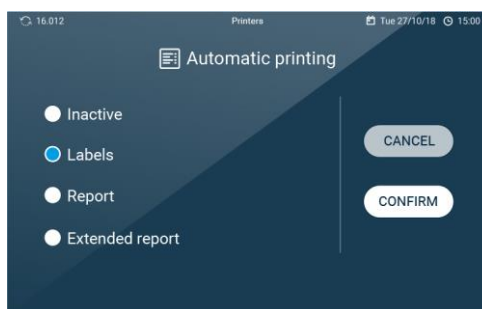 16.012 Printers Tue 27/10/18 15:00
Automatic printing
Inactive
Labels
Report
Extended report
CANCEL
CONFIRM